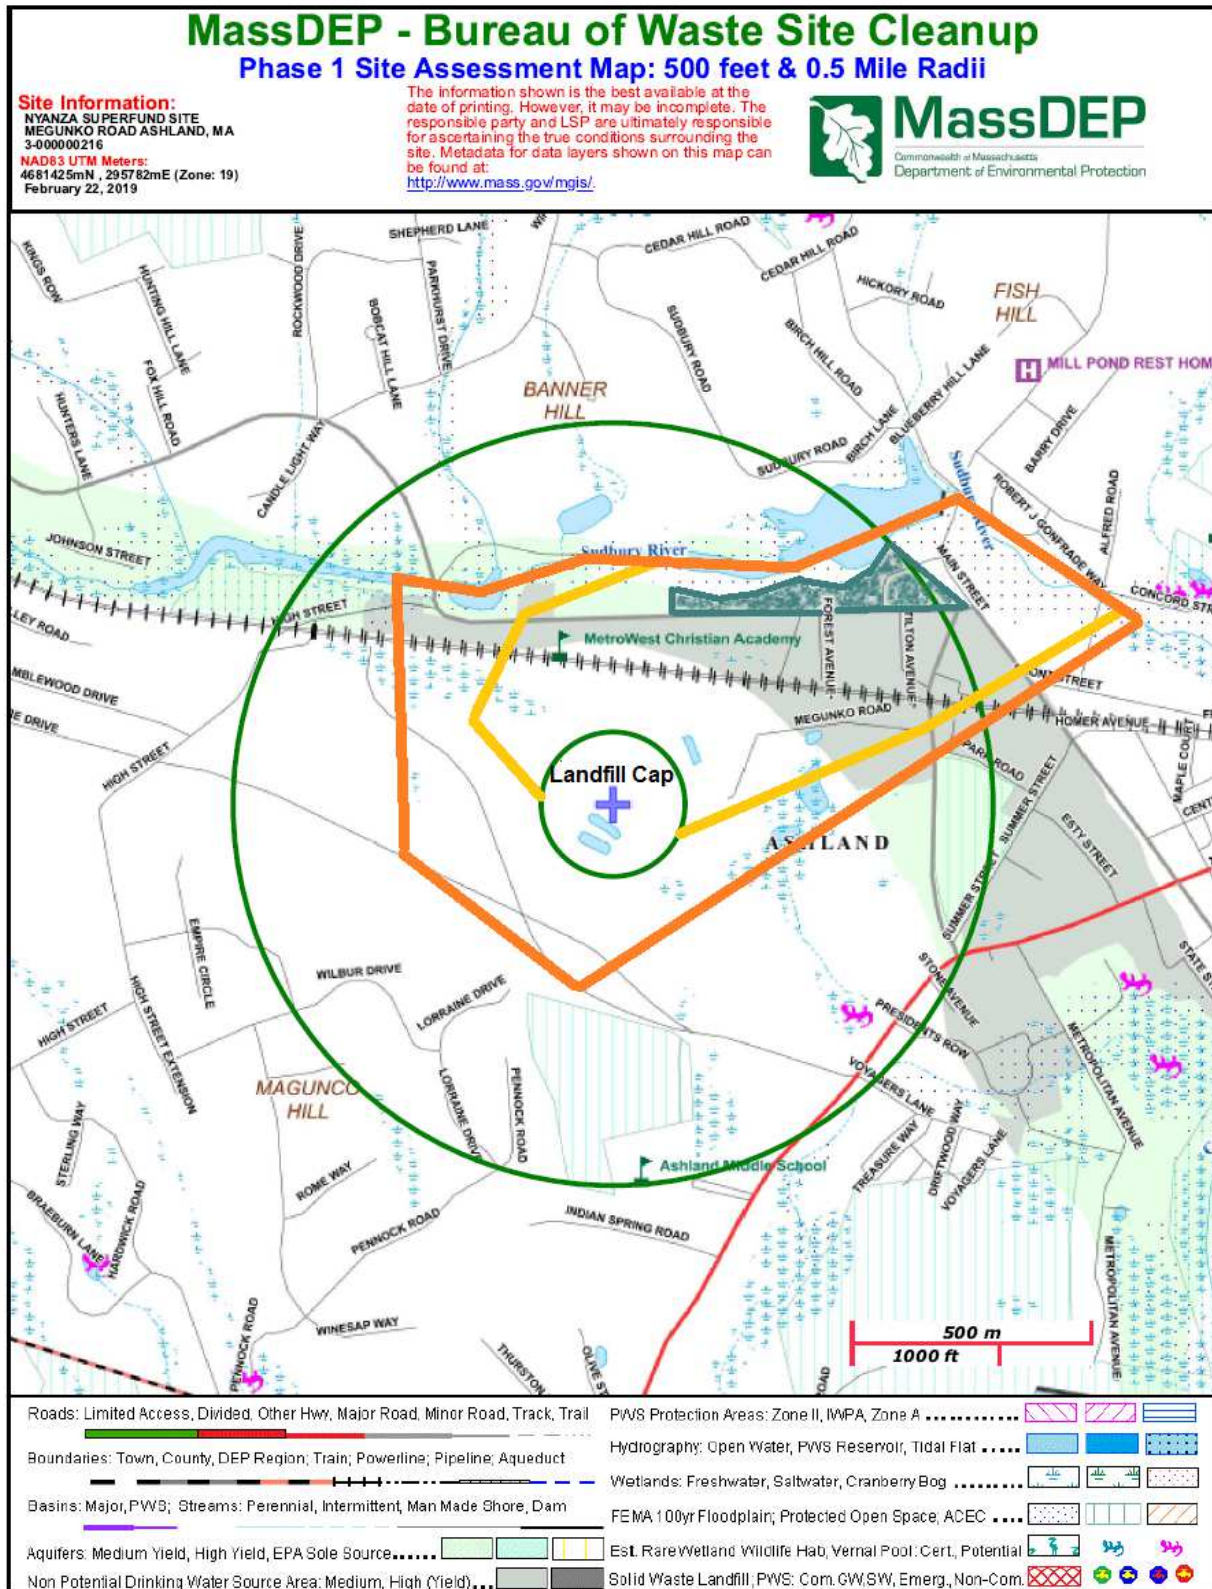 MassDEP - Bureau of Waste Site Cleanup
Phase 1 Site Assessment Map: 500 feet & 0.5 Mile Radii
Site Information:
NYANZA SUPERFUND SITE
MEGUNKO ROAD ASHLAND, MA
3-000000216
NAD83 UTM Meters:
4681425mN , 295782mE (Zone: 19)
February 22, 2019
The information shown is the best available at the
date of printing. However, it may be incomplete. The
responsible party and LSP are ultimately responsible
for ascertaining the true conditions surrounding the
site. Metadata for data layers shown on this map can
be found at:
http://www.mass.gov/mgis/.
MassDEP
Commonwealth of Massachusetts
Department of Environmental Protection
SHEPHERD LANE
CEDAR HILL ROAD
CEDAR HILL ROAD
KINGS ROW
HUNTING HILL LANE
ROCKWOOD DRIVE
PARKHURST DRIVE
HICKORY ROAD
FISH
HILL
BOBCAT HILL LANE
SUDBURY ROAD
BIRCH HILL ROAD
MILL POND REST HOM
FOX HILL ROAD
BANNER
HILL
BLUEBERRY HILL LANE
HUNTERS LANE
BIRCH LANE
BARRY DRIVE
CANDLE LIGHT WAY
SUDBURY ROAD
Sudbury River
ROBERT J GONFRADE WAY
ALFRED ROAD
JOHNSON STREET
Sudbury River
MAIN STREET
CONCORD STR
HIGH STREET
LLEY ROAD
MetroWest Christian Academy
FOREST AVENUE
TILTON AVENUE
MBLEWOOD DRIVE
RE DRIVE
MEGUNKO ROAD
HOMER AVENUE
HIGH STREET
PARK ROAD
MAPLE COURT
Landfill Cap
SUMMER STREET
CENT
ASHLAND
ESTY STREET
SUMMER STREET
EMPIRE CIRCLE
STATE S
WILBUR DRIVE
STONE AVENUE
LORRAINE DRIVE
HIGH STREET
HIGH STREET EXTENSION
PRESIDENTS ROW
METROPOLITAN AVENUE
MAGUNCO
HILL
LORRAINE DRIVE
PENNOCK ROAD
VOYAGERS LANE
STERLING WAY
TREASURE WAY
DRIFTWOOD WAY
VOYAGERS LANE
Ashland Middle School
ROME WAY
BRAEBURN LANE
HARDWICK ROAD
PENNOCK ROAD
INDIAN SPRING ROAD
METROPOLITAN AVENUE
WINESAP WAY
PENNOCK ROAD
THURSTON
OLIVE ST
OAD
500 m
1000 ft
Roads: Limited Access, Divided, Other Hwy, Major Road, Minor Road, Track, Trail
Boundaries: Town, County, DEP Region; Train; Powerline; Pipeline; Aqueduct
Basins: Major, PWS; Streams: Perennial, Intermittent, Man Made Shore, Dam
Aquifers: Medium Yield, High Yield, EPA Sole Source......
Non Potential Drinking Water Source Area: Medium, High (Yield)...
PWS Protection Areas: Zone II, IWPA, Zone A ............
Hydrography: Open Water, PWS Reservoir, Tidal Flat .....
Wetlands: Freshwater, Saltwater, Cranberry Bog ........
FEMA 100yr Floodplain; Protected Open Space; ACEC ....
Est. Rare Wetland Wildlife Hab; Vernal Pool: Cert., Potential
Solid Waste Landfill; PWS: Com. GW, SW, Emerg., Non-Com.